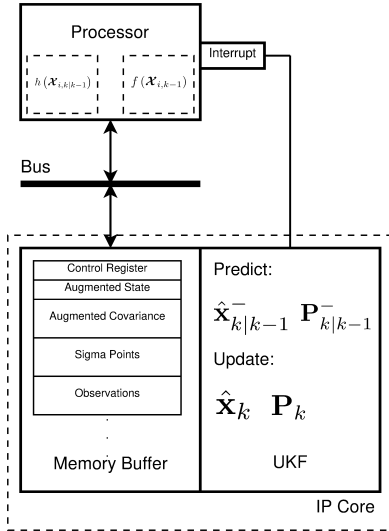 Processor
Interrupt
h(𝓧_{i,k|k−1})
f(𝓧_{i,k−1})
Bus
Control Register
Augmented State
Augmented Covariance
Sigma Points
Observations
Memory Buffer
Predict:
x̂⁻_{k|k−1} P⁻_{k|k−1}
Update:
x̂_k P_k
UKF
IP Core